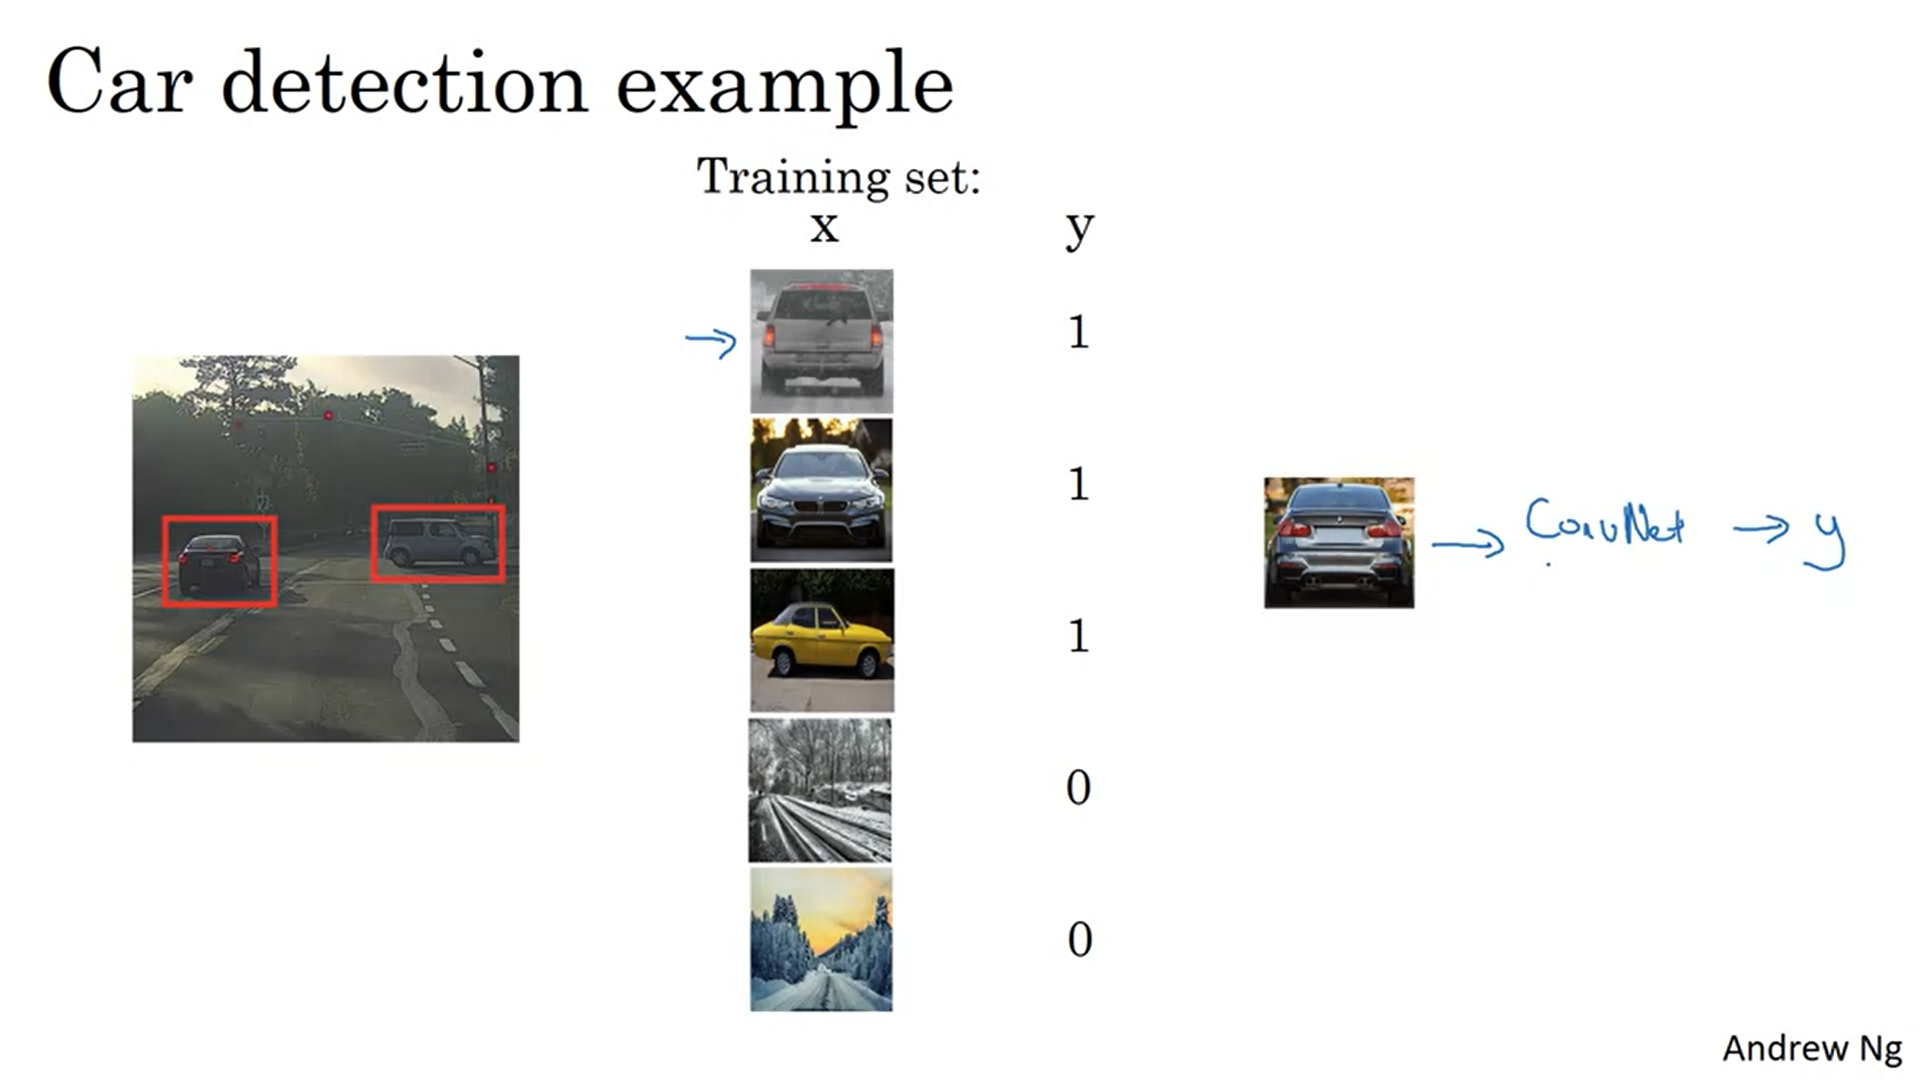 Car detection example
Training set:
x y
1
1
1
0
0
ConvNet → y
Andrew Ng